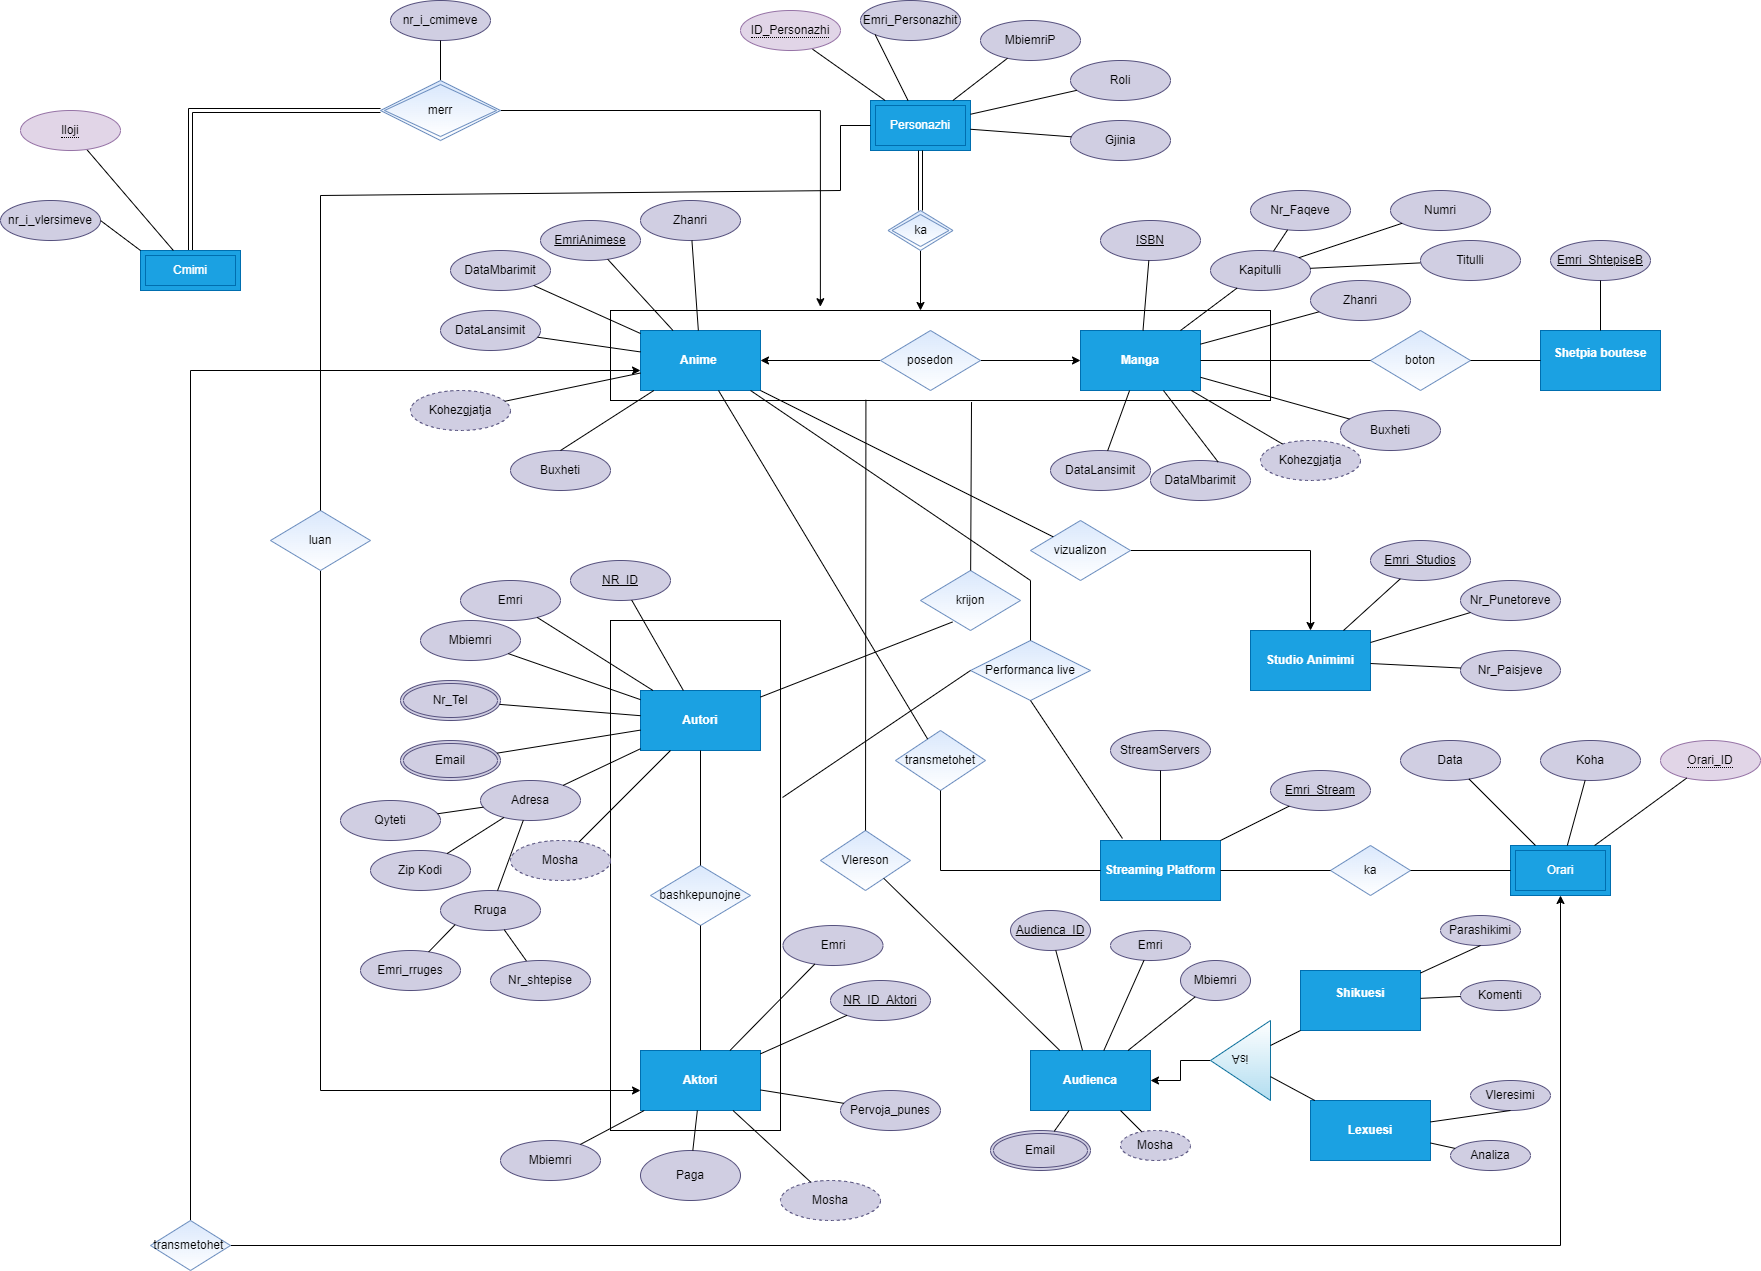 nr_i_cmimeve
ID_Personazhi
Emri_Personazhit
MbiemriP
Roli
Gjinia
merr
Personazhi
Iloji
nr_i_vlersimeve
Cmimi
ka
EmriAnimese
Zhanri
DataMbarimit
DataLansimit
Kohezgjatja
Buxheti
Anime
posedon
ISBN
Nr_Faqeve
Numri
Kapitulli
Titulli
Zhanri
Manga
boton
Emri_ShtepiseB
Shetpia boutese
Buxheti
Kohezgjatja
DataLansimit
DataMbarimit
luan
vizualizon
Emri_Studios
Nr_Punetoreve
Nr_Paisjeve
Studio Animimi
krijon
Performanca live
NR_ID
Emri
Mbiemri
Nr_Tel
Email
Autori
Adresa
Qyteti
Zip Kodi
Mosha
Rruga
Emri_rruges
Nr_shtepise
bashkepunojne
transmetohet
Vlereson
StreamServers
Emri_Stream
Streaming Platform
ka
Data
Koha
Orari_ID
Orari
Emri
NR_ID_Aktori
Aktori
Pervoja_punes
Mbiemri
Paga
Mosha
Audienca_ID
Emri
Mbiemri
Audienca
Email
Mosha
ISA
Shikuesi
Parashikimi
Komenti
Lexuesi
Vleresimi
Analiza
transmetohet